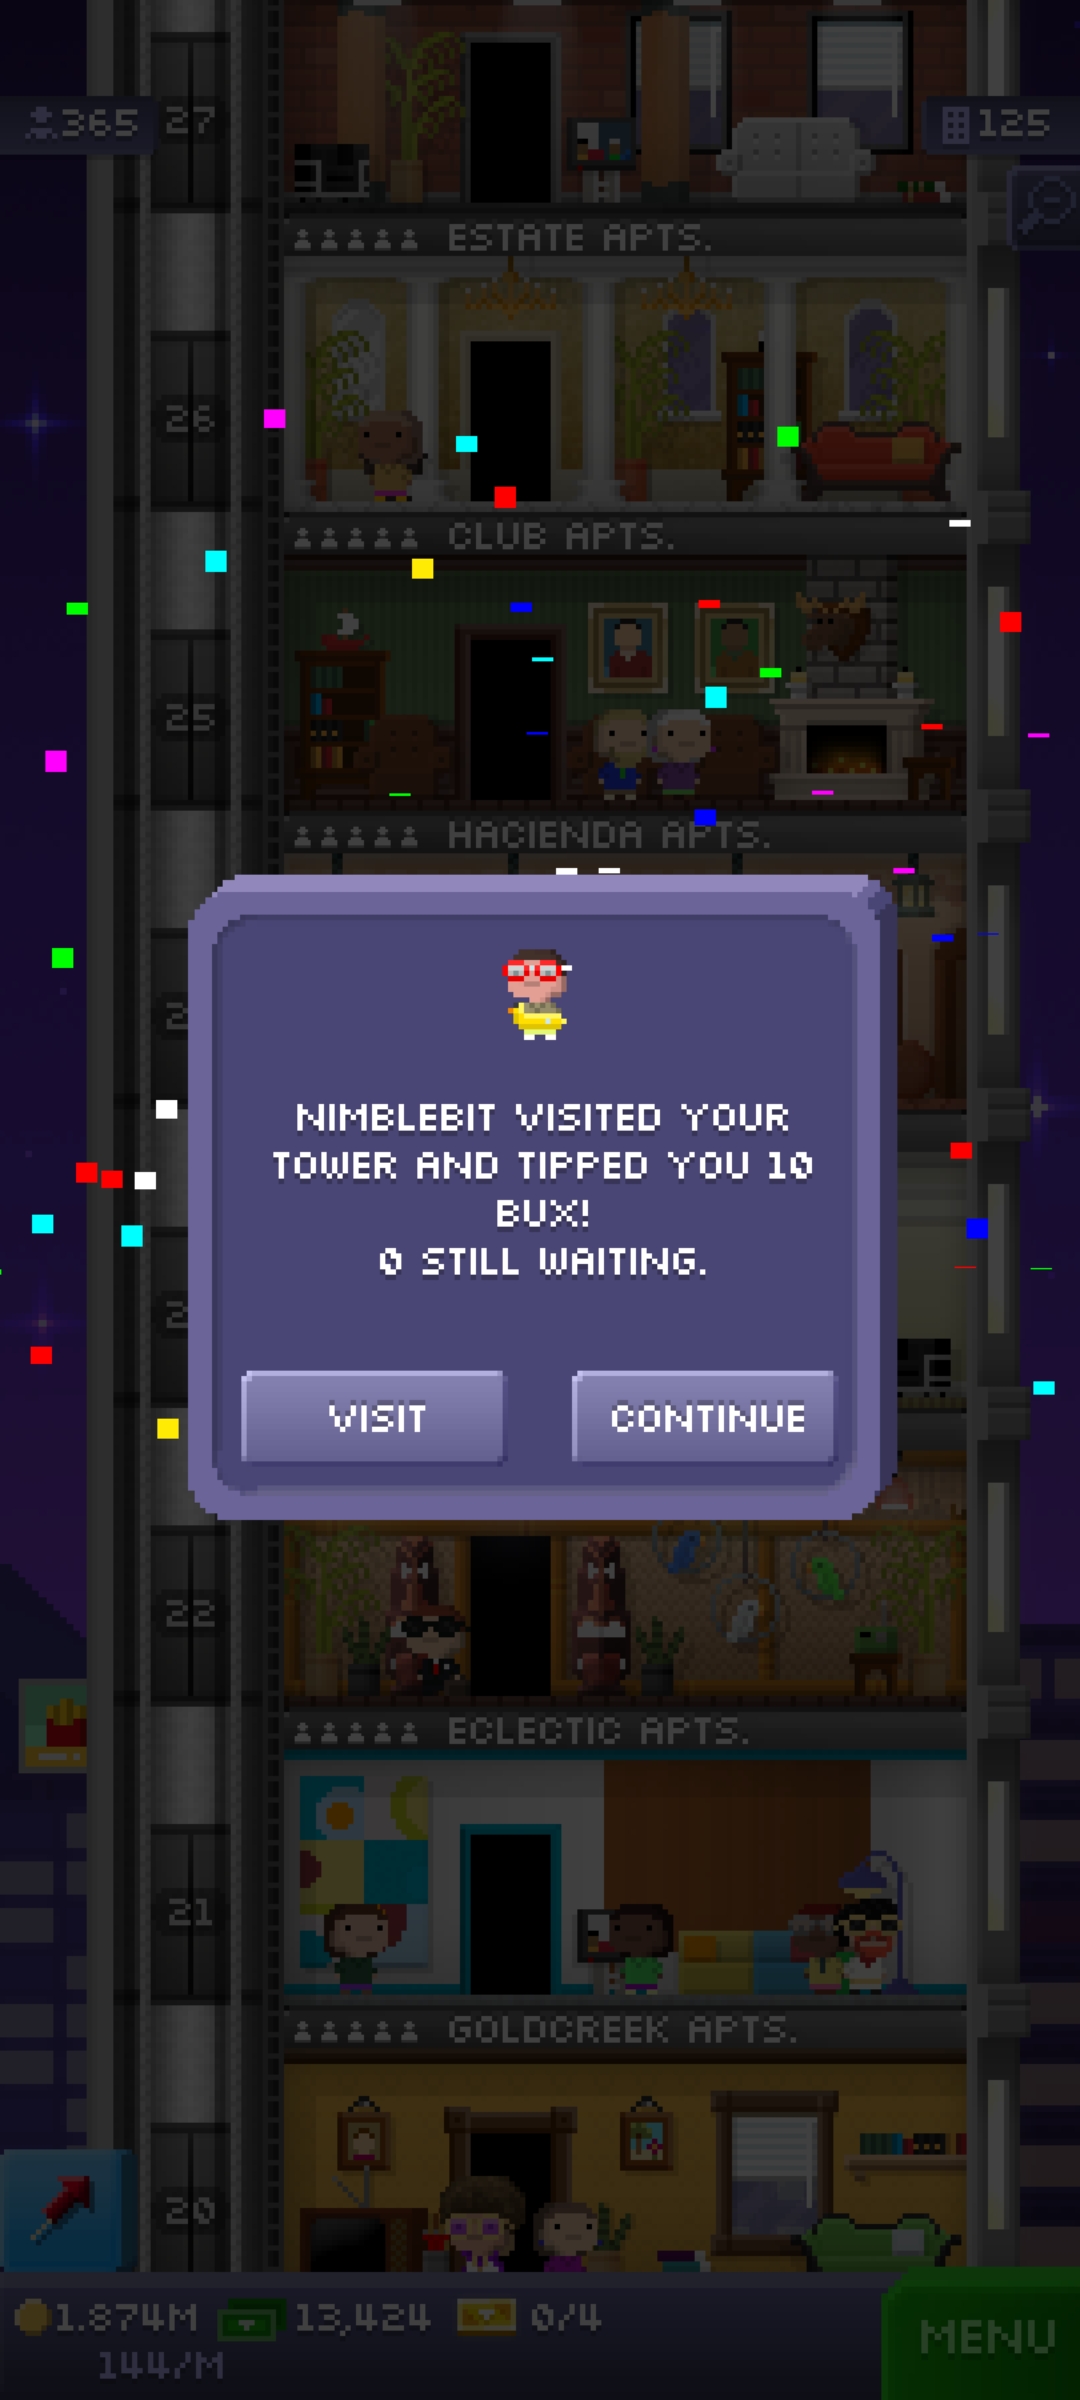 365
27
125
ESTATE APTS.
26
CLUB APTS.
25
HACIENDA APTS.
NIMBLEBIT VISITED YOUR
TOWER AND TIPPED YOU 10
BUX!
0 STILL WAITING.
VISIT
CONTINUE
22
ECLECTIC APTS.
21
GOLDCREEK APTS.
20
1.874M
13,424
0/4
MENU
144/M